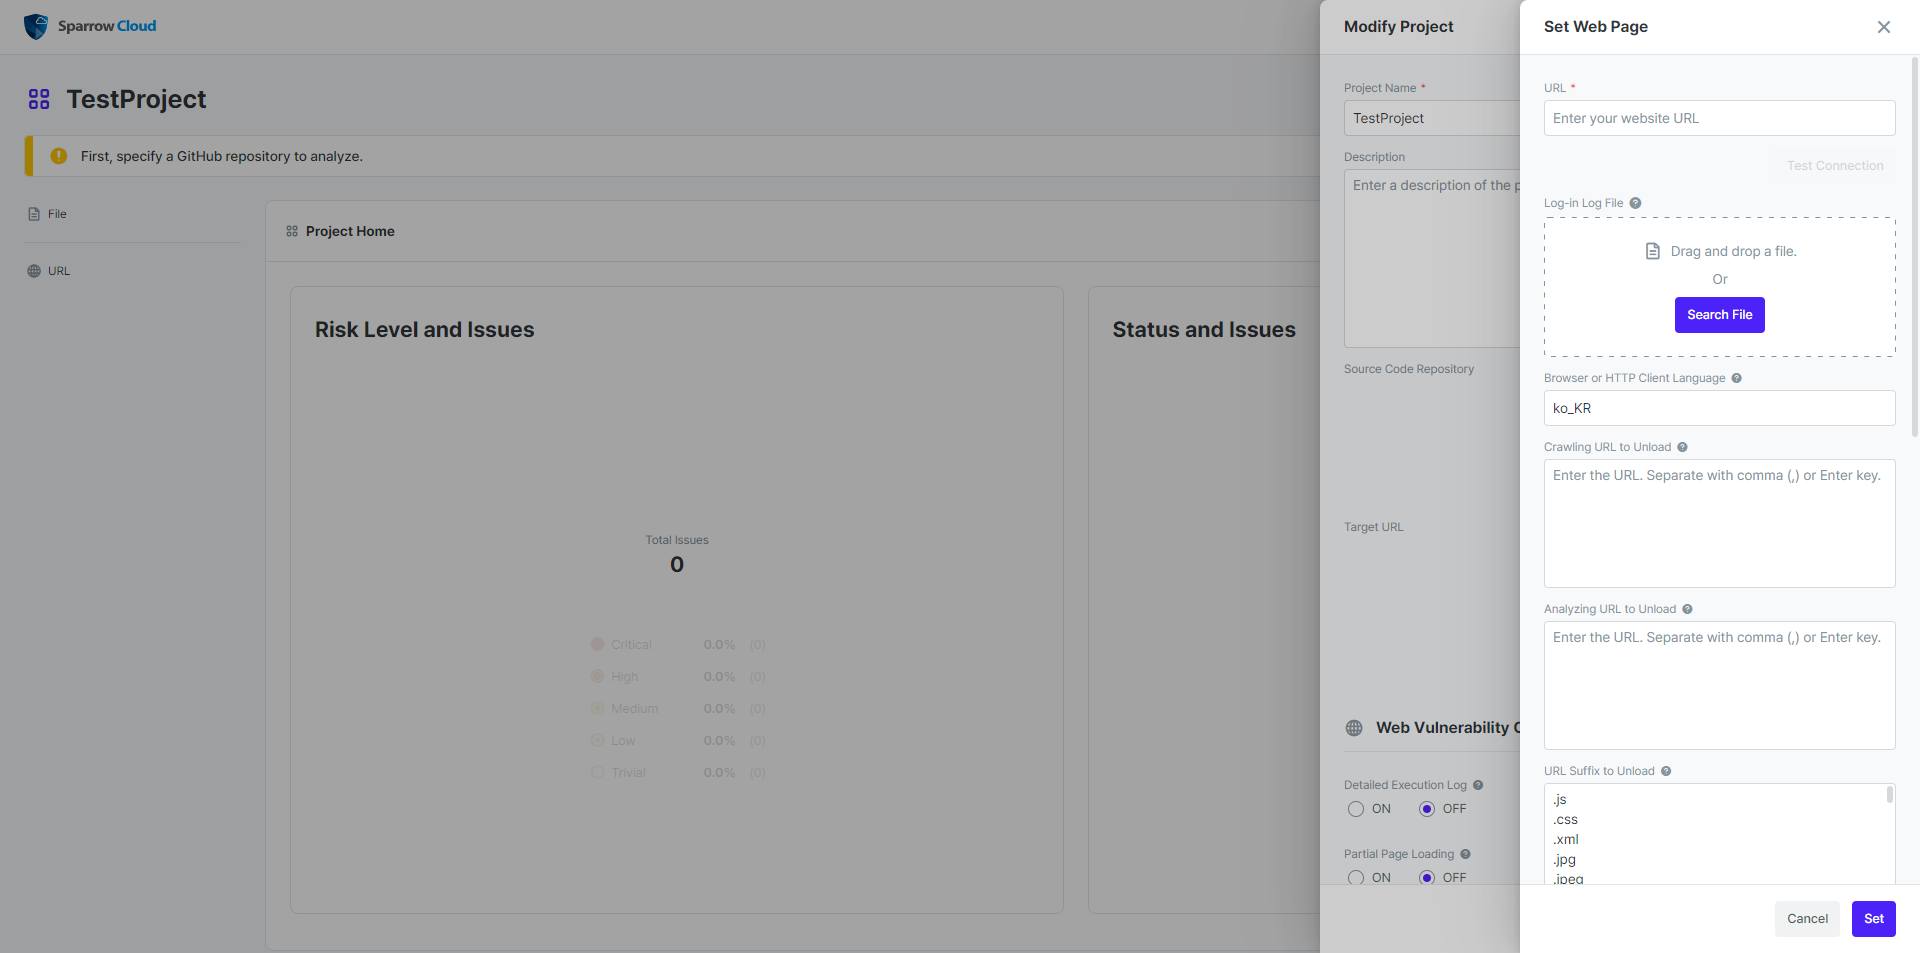 Sparrow Cloud
TestProject
First, specify a GitHub repository to analyze.
File
URL
Project Home
Risk Level and Issues
Total Issues
0
Critical 0.0% (0)
High 0.0% (0)
Medium 0.0% (0)
Low 0.0% (0)
Trivial 0.0% (0)
Status and Issues
Modify Project
Project Name *
TestProject
Description
Enter a description of the
Source Code Repository
Target URL
Web Vulnerability
Detailed Execution Log
ON OFF
Partial Page Loading
ON OFF
Set Web Page
URL *
Enter your website URL
Test Connection
Log-in Log File
Drag and drop a file.
Or
Search File
Browser or HTTP Client Language
ko_KR
Crawling URL to Unload
Enter the URL. Separate with comma (,) or Enter key.
Analyzing URL to Unload
Enter the URL. Separate with comma (,) or Enter key.
URL Suffix to Unload
.js
.css
.xml
.jpg
.jpeg
Cancel
Set